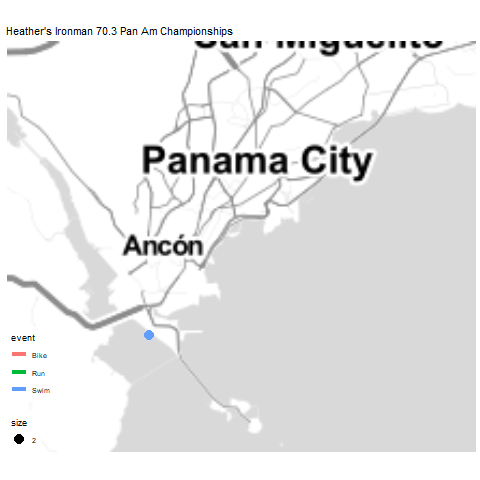 Heather's Ironman 70.3 Pan Am Championships
San Miguelito
Panama City
Ancón
event
Bike
Run
Swim
size
2